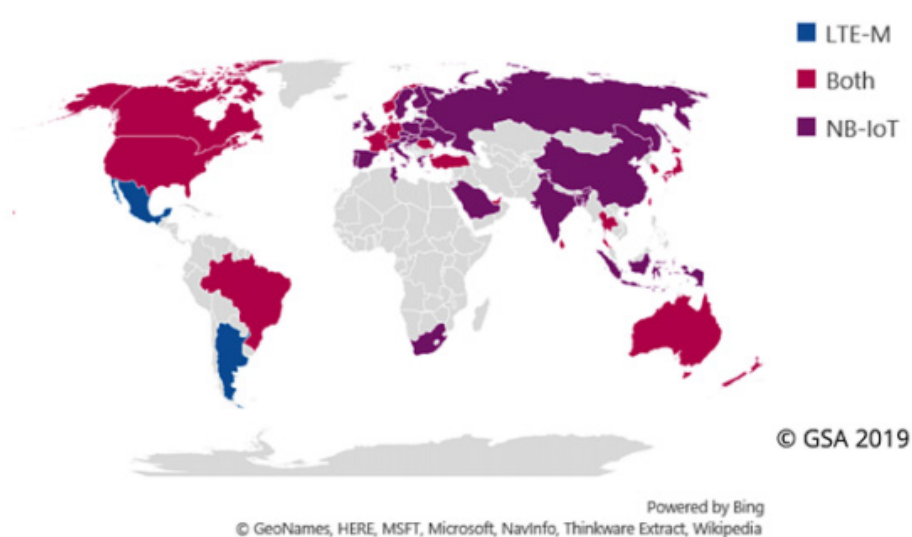 LTE-M
Both
NB-IoT
© GSA 2019
Powered by Bing
© GeoNames, HERE, MSFT, Microsoft, NavInfo, Thinkware Extract, Wikipedia